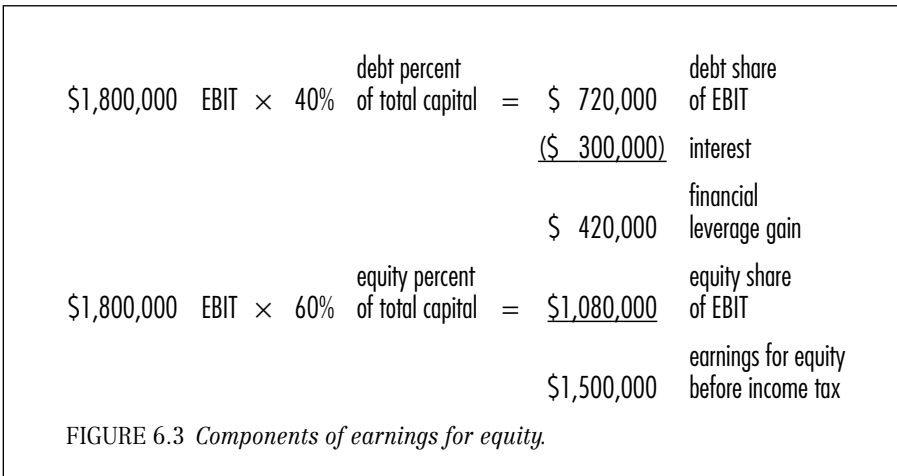 debt percent debt share
$1,800,000 EBIT × 40% of total capital = $ 720,000 of EBIT
($ 300,000) interest
financial
$ 420,000 leverage gain
equity percent equity share
$1,800,000 EBIT × 60% of total capital = $1,080,000 of EBIT
earnings for equity
$1,500,000 before income tax
FIGURE 6.3 Components of earnings for equity.